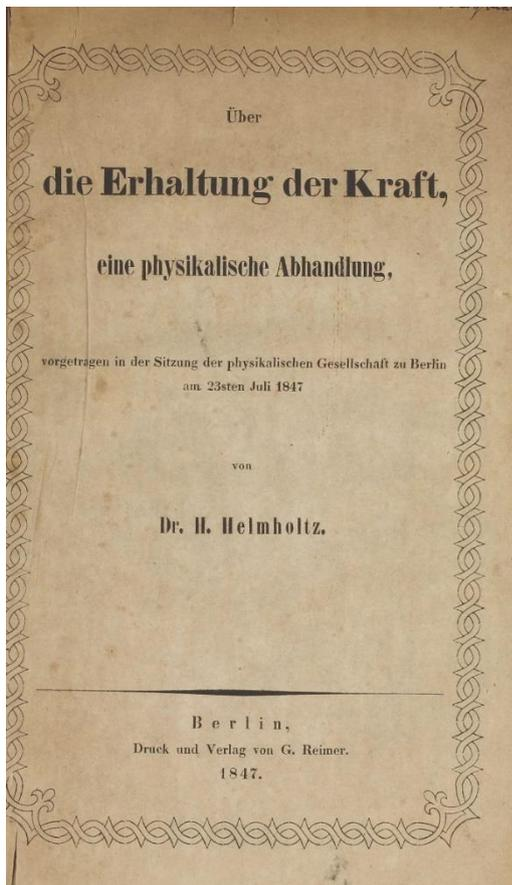 Über
die Erhaltung der Kraft,
eine physikalische Abhandlung,
vorgetragen in der Sitzung der physikalischen Gesellschaft zu Berlin
am 23sten Juli 1847
von
Dr. H. Helmholtz.
Berlin,
Druck und Verlag von G. Reimer.
1847.